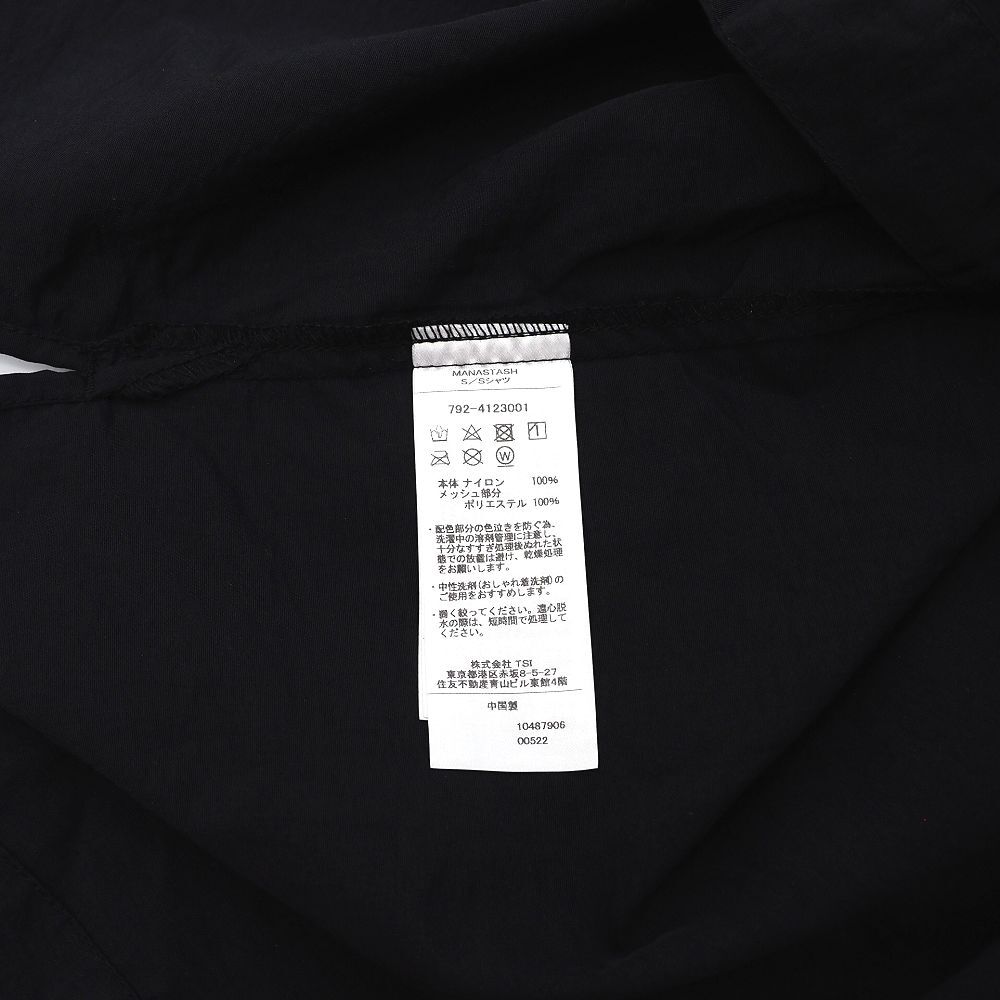 MANASTASH
S／Sシャツ
792-4123001
本体 ナイロン 100%
メッシュ部分
ポリエステル 100%
・配色部分の色泣きを防ぐ為、
洗濯中の溶剤管理に注意し、
十分なすすぎ処理後ぬれた状
態での放置は避け、乾燥処理
をお願いします。
・中性洗剤(おしゃれ着洗剤)の
ご使用をおすすめします。
・弱く絞ってください。遠心脱
水の際は、短時間で処理して
ください。
株式会社 TSI
東京都港区赤坂8-5-27
住友不動産青山ビル東館4階
中国製
10487906
00522